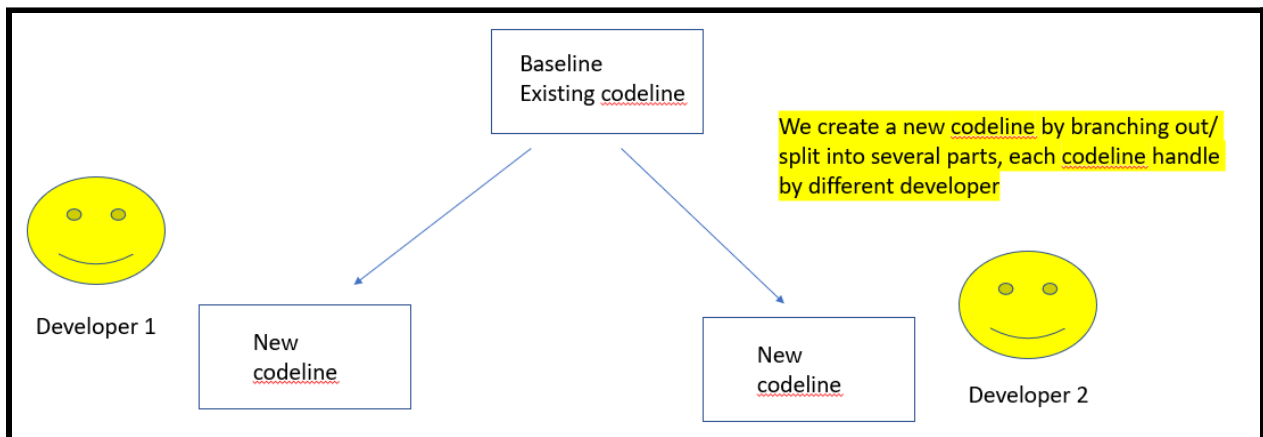 Baseline
Existing codeline
We create a new codeline by branching out/
split into several parts, each codeline handle
by different developer
Developer 1
New
codeline
New
codeline
Developer 2